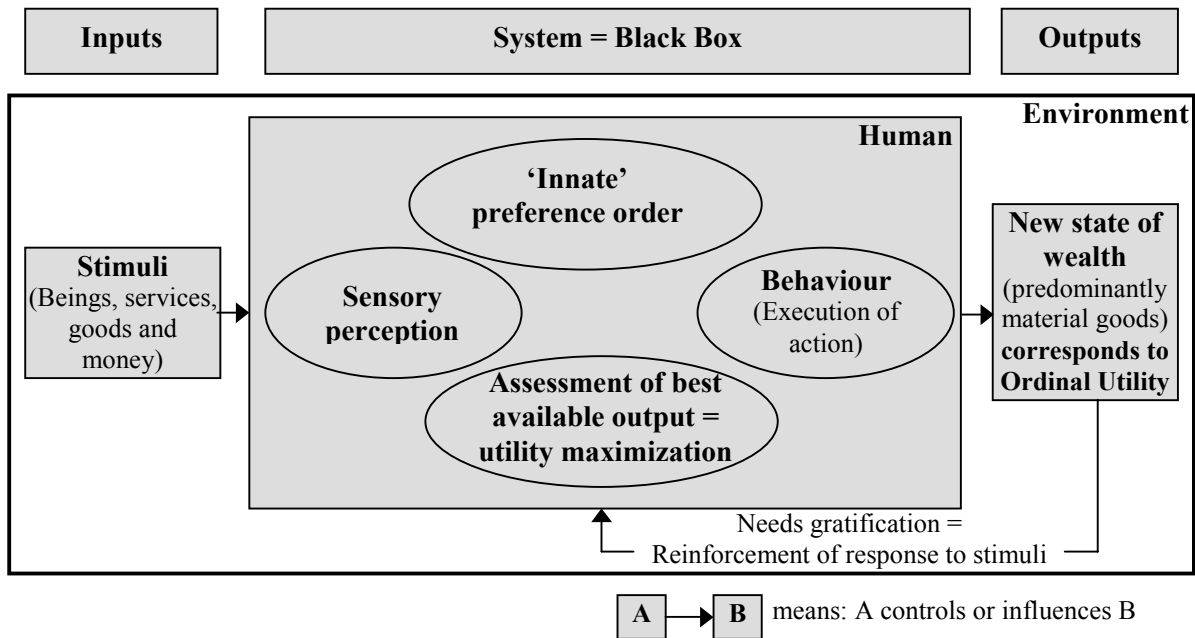 Inputs
System = Black Box
Outputs
Environment
Human
‘Innate’
preference order
Stimuli
(Beings, services,
goods and
money)
Sensory
perception
Behaviour
(Execution of
action)
Assessment of best
available output =
utility maximization
New state of
wealth
(predominantly
material goods)
corresponds to
Ordinal Utility
Needs gratification =
Reinforcement of response to stimuli
A B means: A controls or influences B